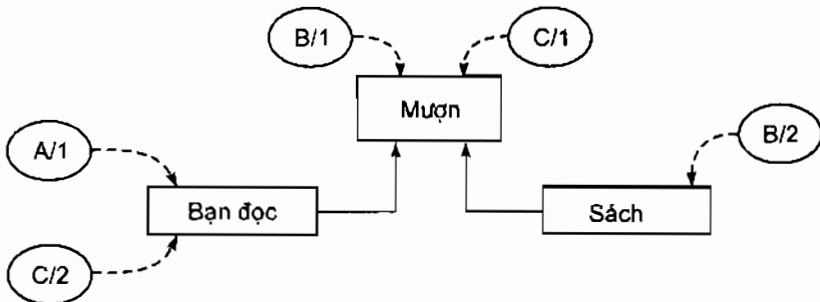 B/1
C/1
Mượn
A/1
B/2
Bạn đọc
Sách
C/2